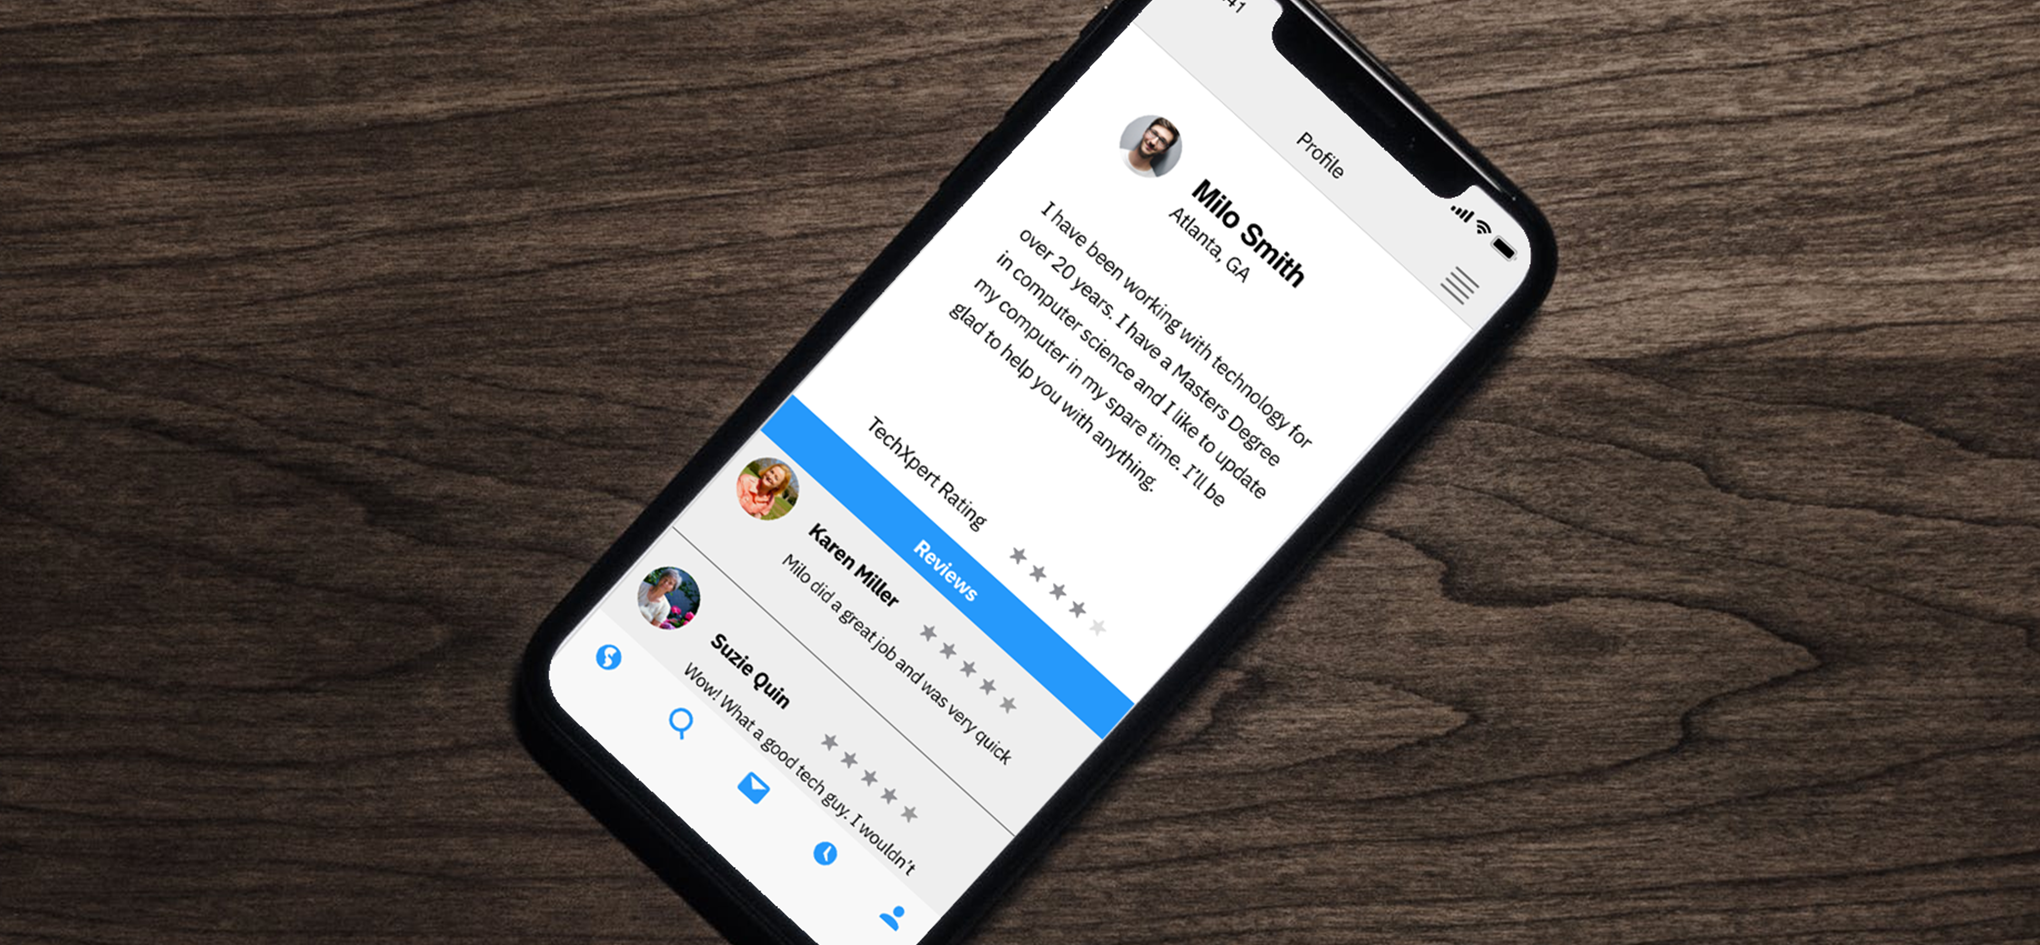 Profile
Milo Smith
Atlanta, GA
I have been working with technology for
over 20 years. I have a Masters Degree
in computer science and I like to update
my computer in my spare time. I'll be
glad to help you with anything.
TechXpert Rating
Reviews
Karen Miller
Milo did a great job and was very quick
Suzie Quin
Wow! What a good tech guy. I wouldn't